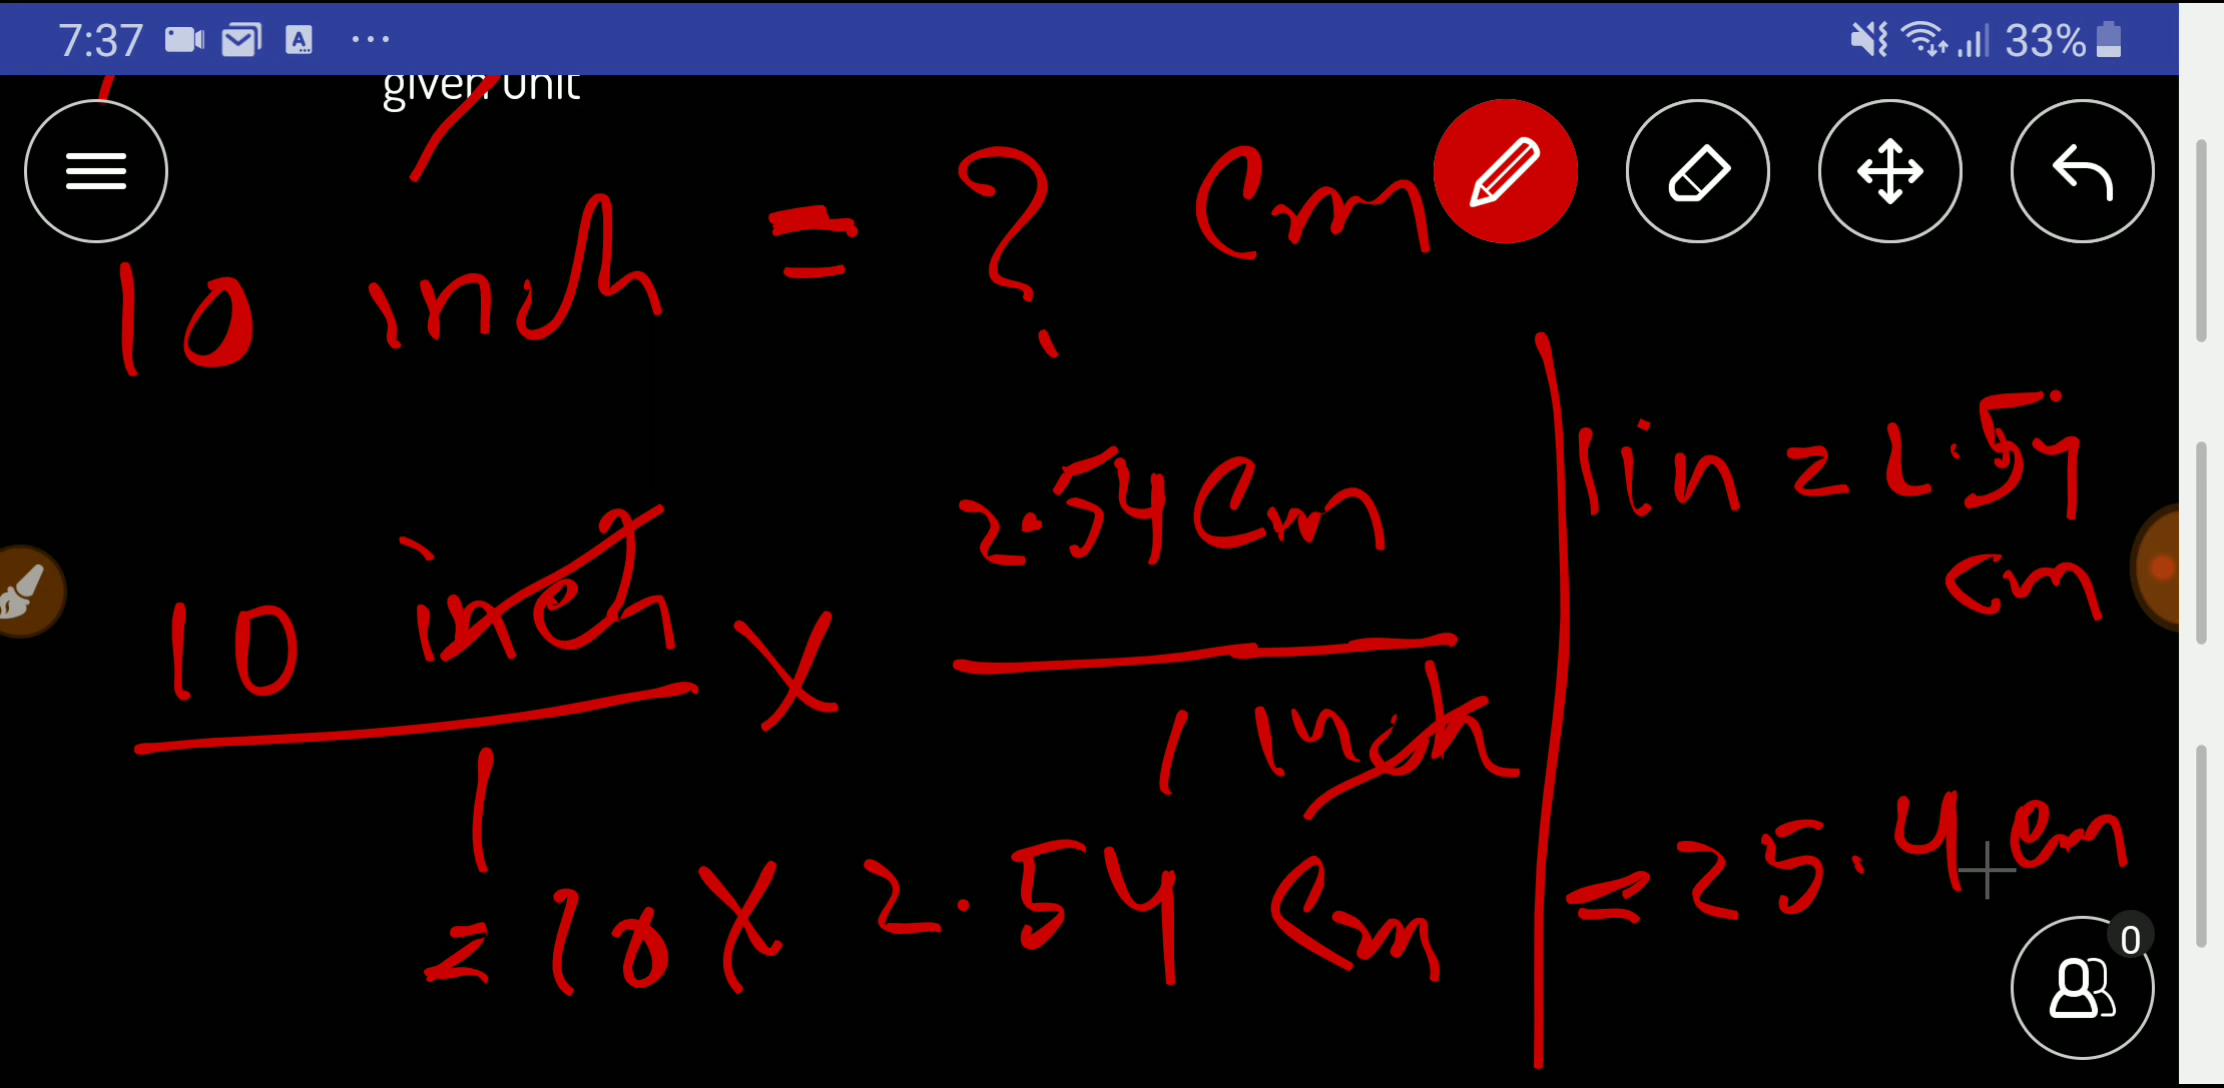 7:37 A ... 33%
given unit
10 inch = ? Cm
1 in = 2.54
cm
10 inch × 2.54 Cm
1 1 inch
= 10 × 2.54 Cm = 25.4 cm
0